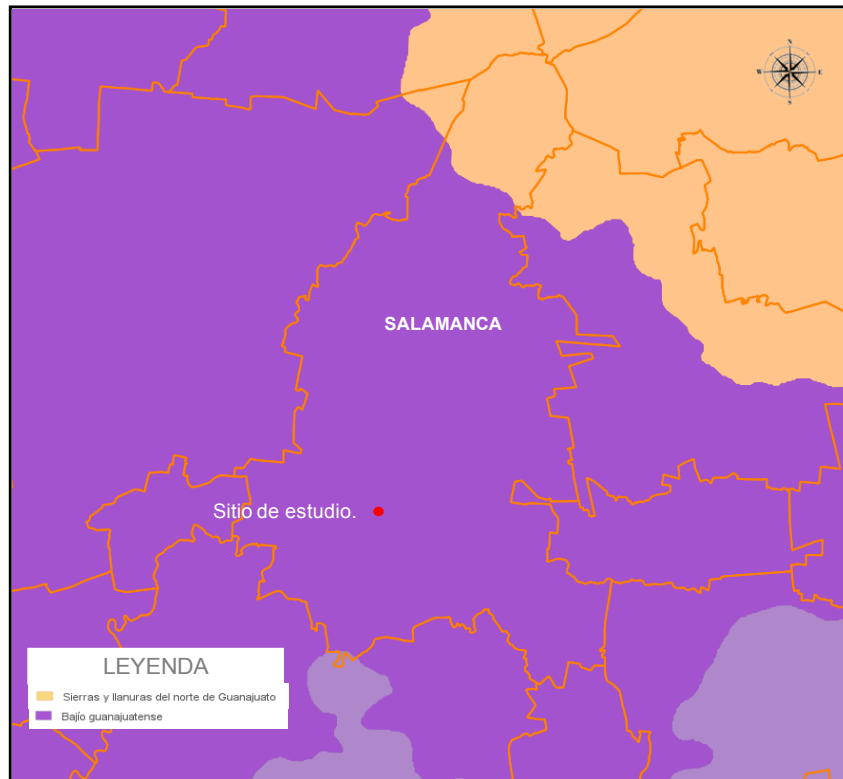 N
W E
S
SALAMANCA
Sitio de estudio.
LEYENDA
Sierras y llanuras del norte de Guanajuato
Bajío guanajuatense